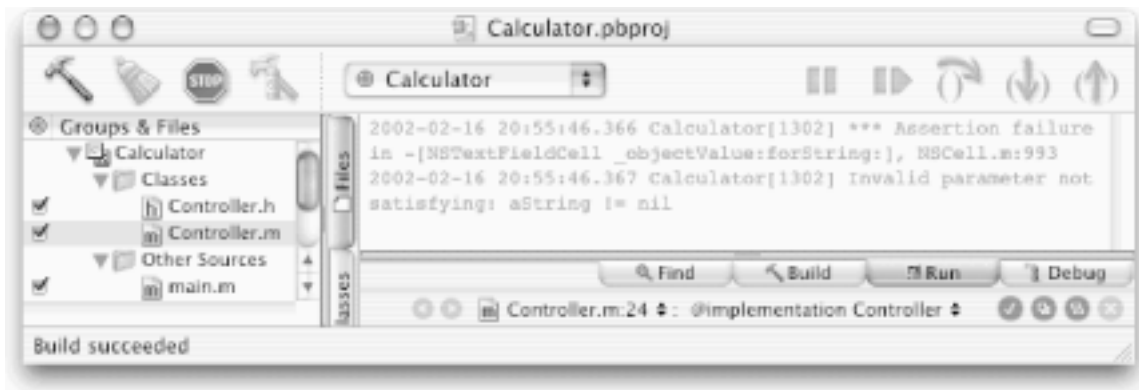 Calculator.pbproj
STOP
Calculator
Groups & Files
Calculator
Classes
Controller.h
Controller.m
Other Sources
main.m
Files
lasses
2002-02-16 20:55:46.366 Calculator[1302] *** Assertion failure
in -[NSTextFieldCell _objectValue:forString:], NSCell.m:993
2002-02-16 20:55:46.367 Calculator[1302] Invalid parameter not
satisfying: aString != nil
Find
Build
Run
Debug
Controller.m:24 : @implementation Controller
Build succeeded